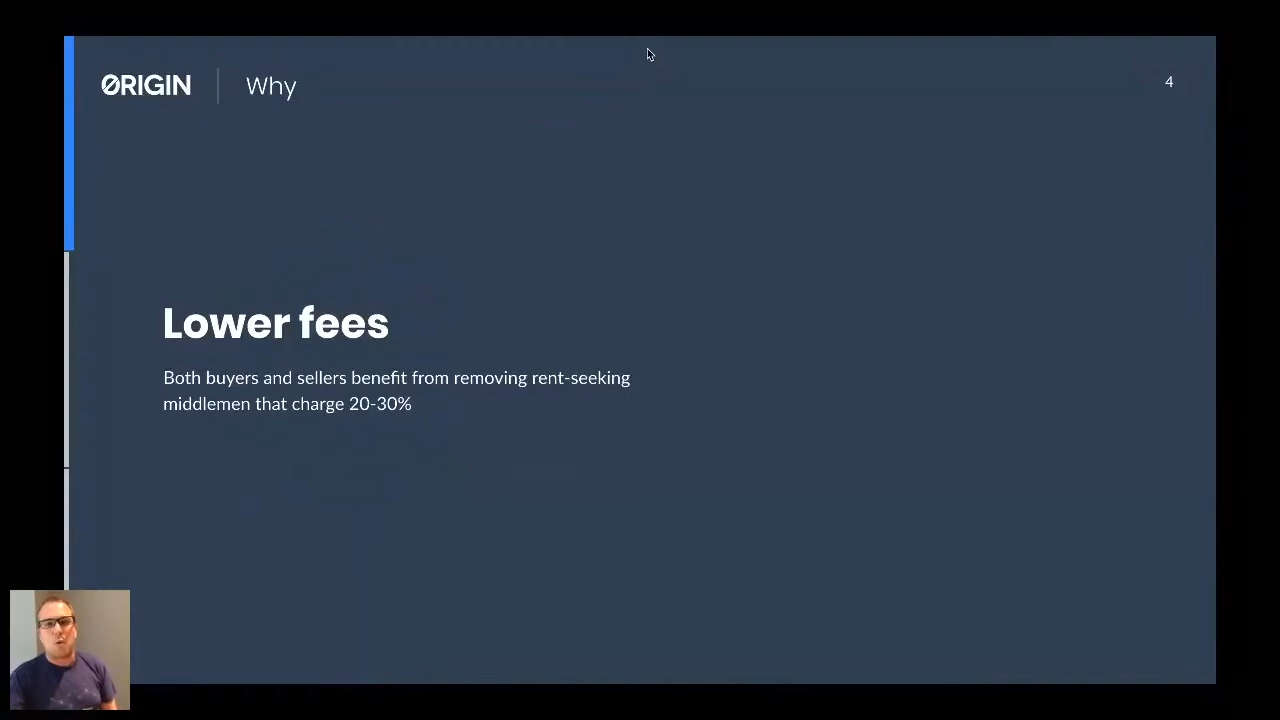 ØRIGIN
Why
4
Lower fees
Both buyers and sellers benefit from removing rent-seeking
middlemen that charge 20-30%